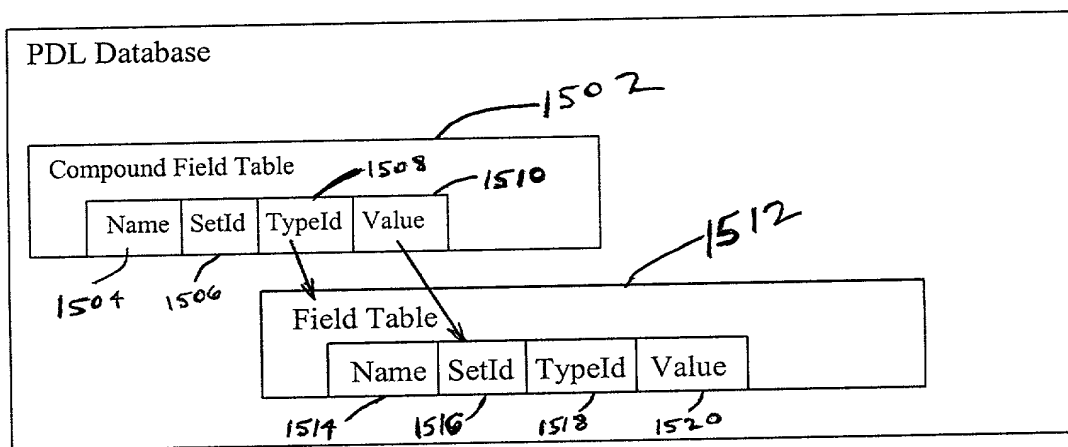 PDL Database
1502
Compound Field Table
1508
1510
Name SetId TypeId Value
1512
1504 1506
Field Table
Name SetId TypeId Value
1514 1516 1518 1520